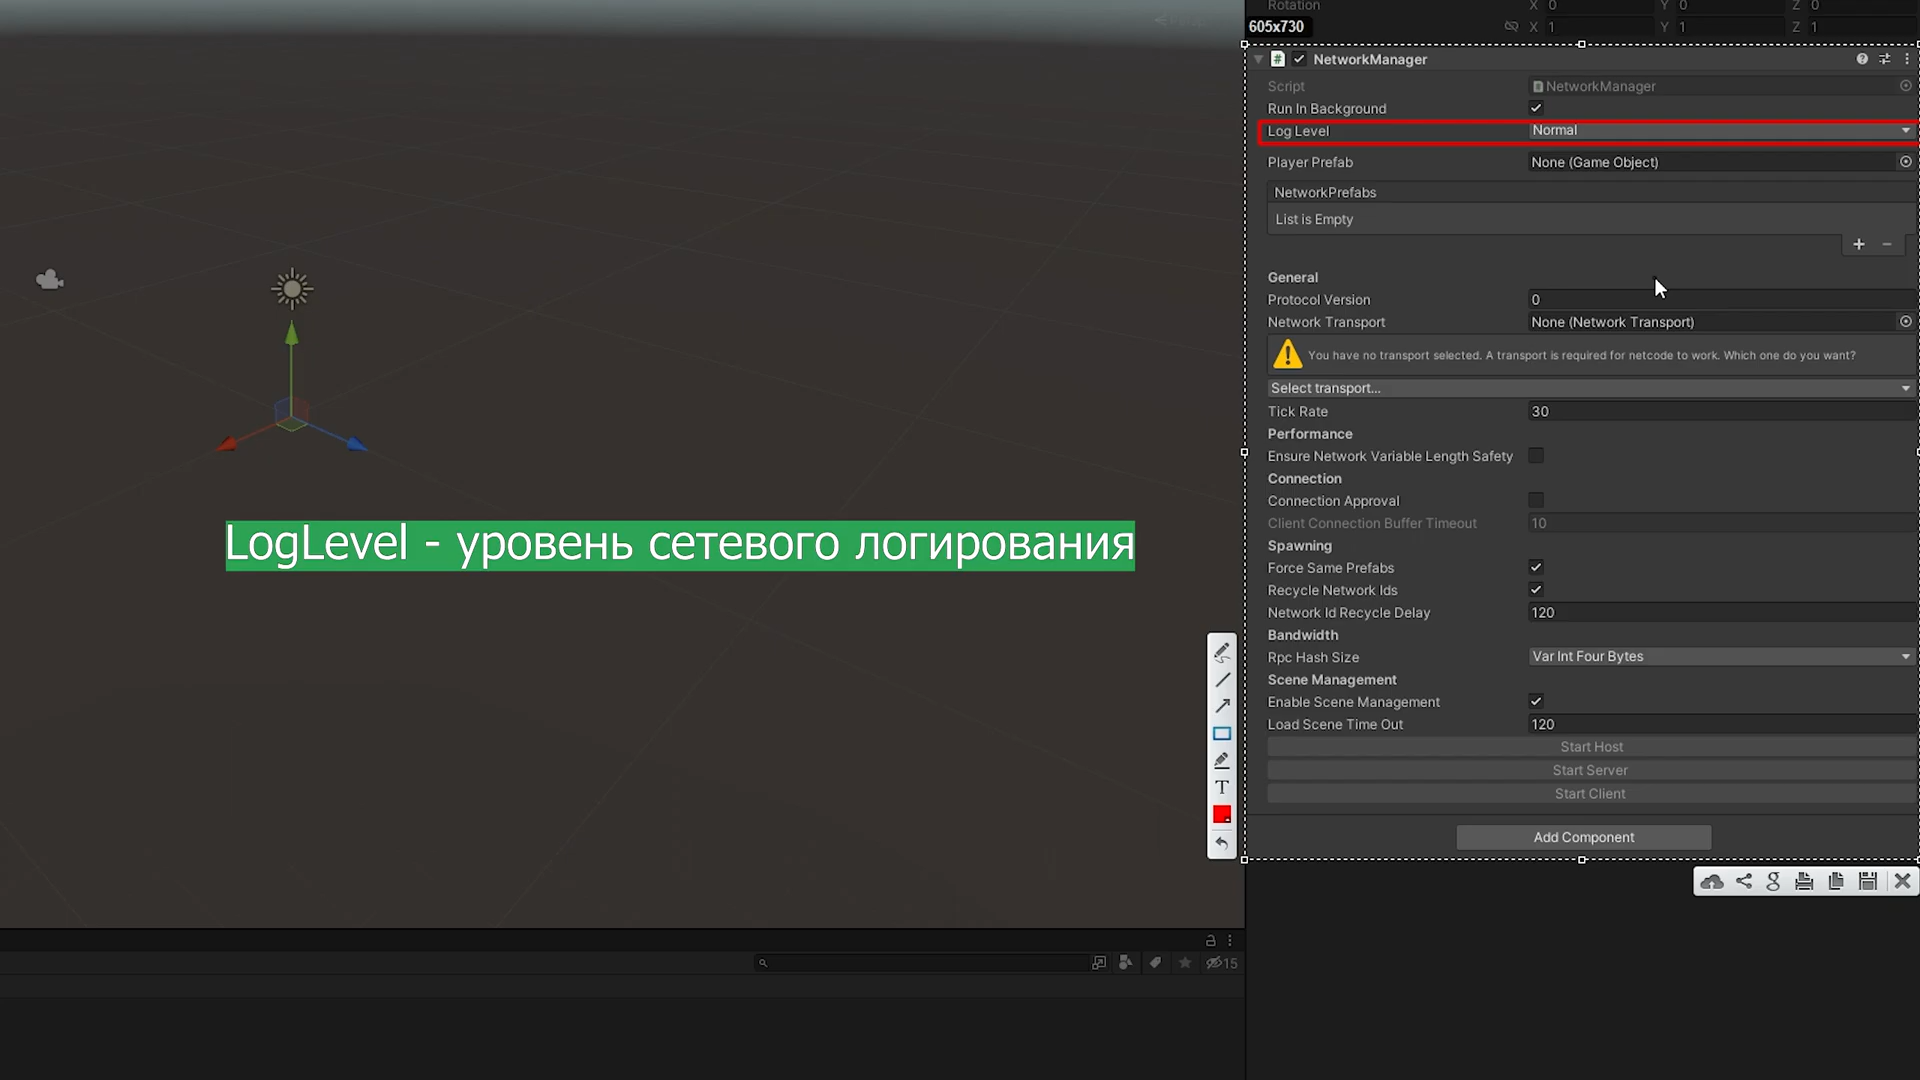 Rotation X 0 Y 0 Z 0
605x730 X 1 Y 1 Z 1
NetworkManager
Script NetworkManager
Run In Background
Log Level Normal
Player Prefab None (Game Object)
NetworkPrefabs
List is Empty
+ −
General
Protocol Version 0
Network Transport None (Network Transport)
You have no transport selected. A transport is required for netcode to work. Which one do you want?
Select transport...
Tick Rate 30
Performance
Ensure Network Variable Length Safety
Connection
Connection Approval
Client Connection Buffer Timeout 10
Spawning
Force Same Prefabs
Recycle Network Ids
Network Id Recycle Delay 120
Bandwidth
Rpc Hash Size Var Int Four Bytes
Scene Management
Enable Scene Management
Load Scene Time Out 120
Start Host
Start Server
Start Client
Add Component
LogLevel - уровень сетевого логирования
T
g
15